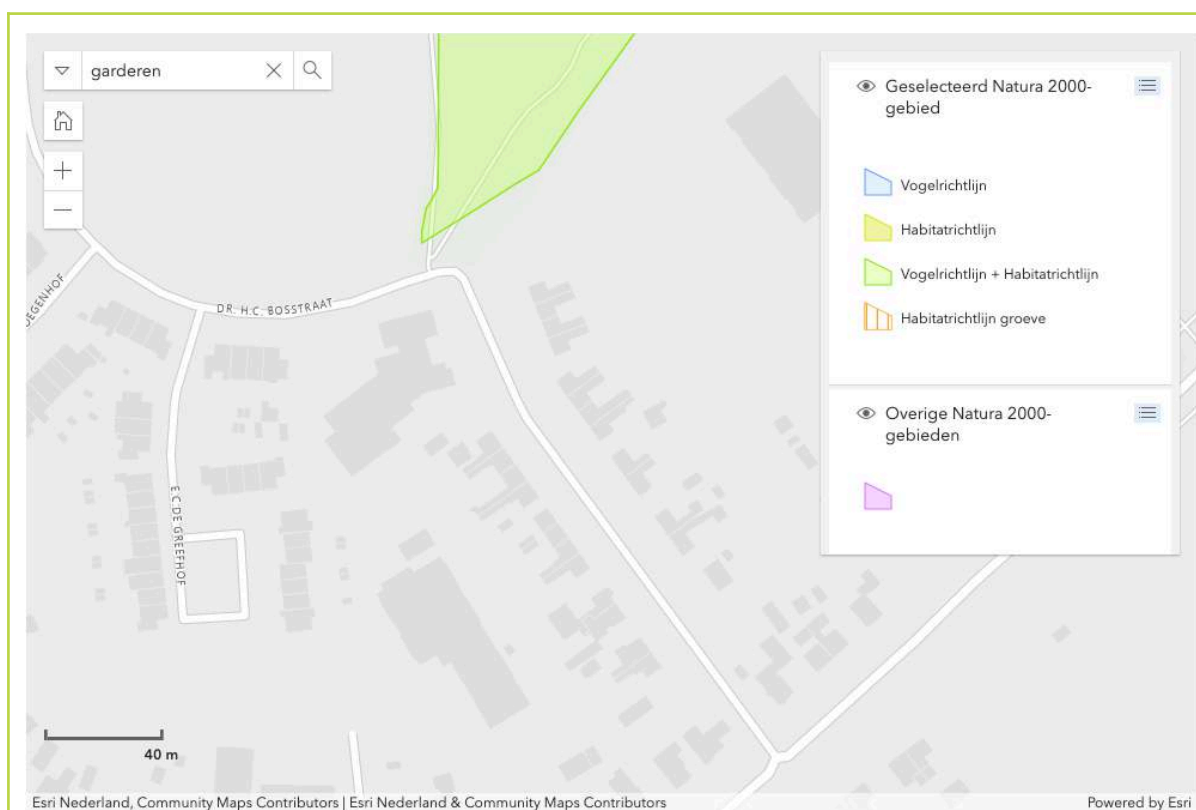 garderen
Geselecteerd Natura 2000-
gebied
Vogelrichtlijn
Habitatrichtlijn
Vogelrichtlijn + Habitatrichtlijn
Habitatrichtlijn groeve
Overige Natura 2000-
gebieden
DEGENHOF
DR. H.C. BOSSTRAAT
E.C.DE GREEFHOF
40 m
Esri Nederland, Community Maps Contributors | Esri Nederland & Community Maps Contributors
Powered by Esri